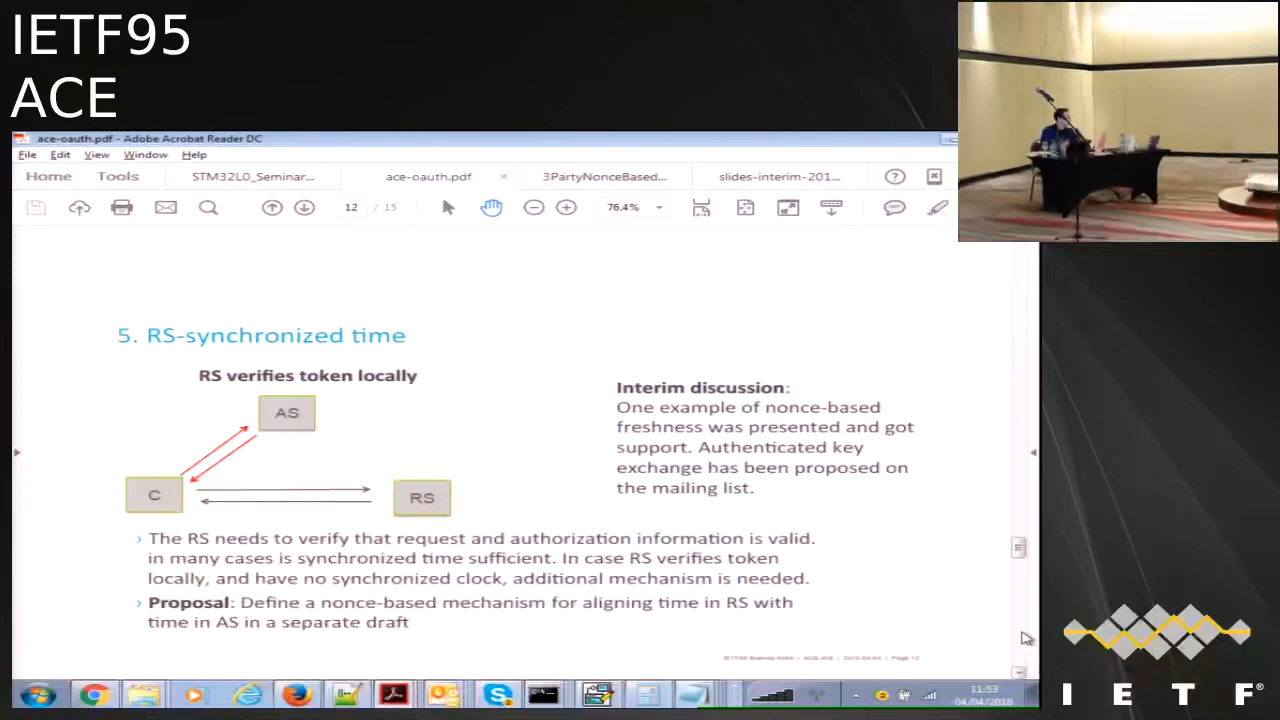 IETF95
ACE
ace-oauth.pdf - Adobe Acrobat Reader DC
File Edit View Window Help
Home Tools STM32L0_Seminar... ace-oauth.pdf × 3PartyNonceBased... slides-interim-201...
12 / 15 76.4%
5. RS-synchronized time
RS verifies token locally
AS
C
RS
Interim discussion:
One example of nonce-based
freshness was presented and got
support. Authenticated key
exchange has been proposed on
the mailing list.
› The RS needs to verify that request and authorization information is valid.
in many cases is synchronized time sufficient. In case RS verifies token
locally, and have no synchronized clock, additional mechanism is needed.
› Proposal: Define a nonce-based mechanism for aligning time in RS with
time in AS in a separate draft
11:53
04/04/2016
I E T F®